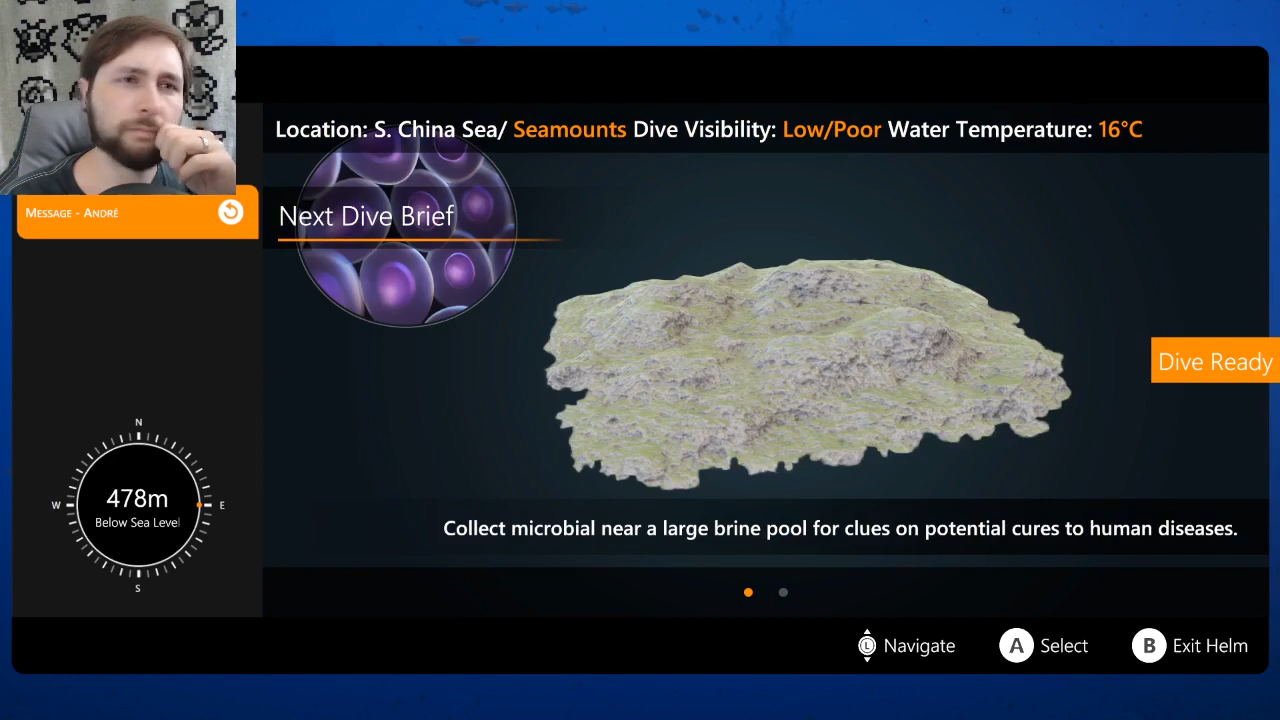 Location: S. China Sea/ Seamounts Dive Visibility: Low/Poor Water Temperature: 16°C
Message - André
Next Dive Brief
Dive Ready
N
W
478m
E
Below Sea Level
S
Collect microbial near a large brine pool for clues on potential cures to human diseases.
L Navigate
A Select
B Exit Helm